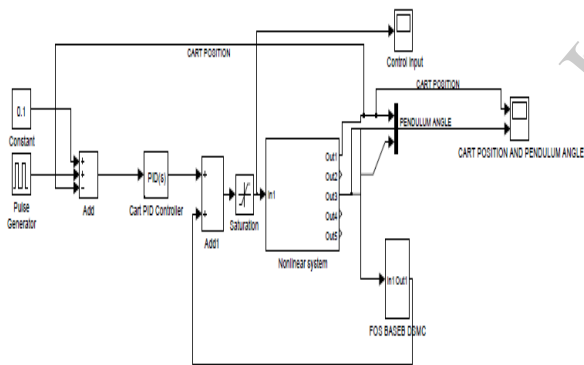 Control Input
CART POSITION
CART POSITION
0.1
Constant
PENDULUM ANGLE
CART POSITION AND PENDULUM ANGLE
+
+
-
Add
Pulse
Generator
PID(s)
Cart PID Controller
+
+
Add1
Saturation
In1
Out1
Out2
Out3
Out4
Out5
Nonlinear system
In1 Out1
FOS BASEB DSMC